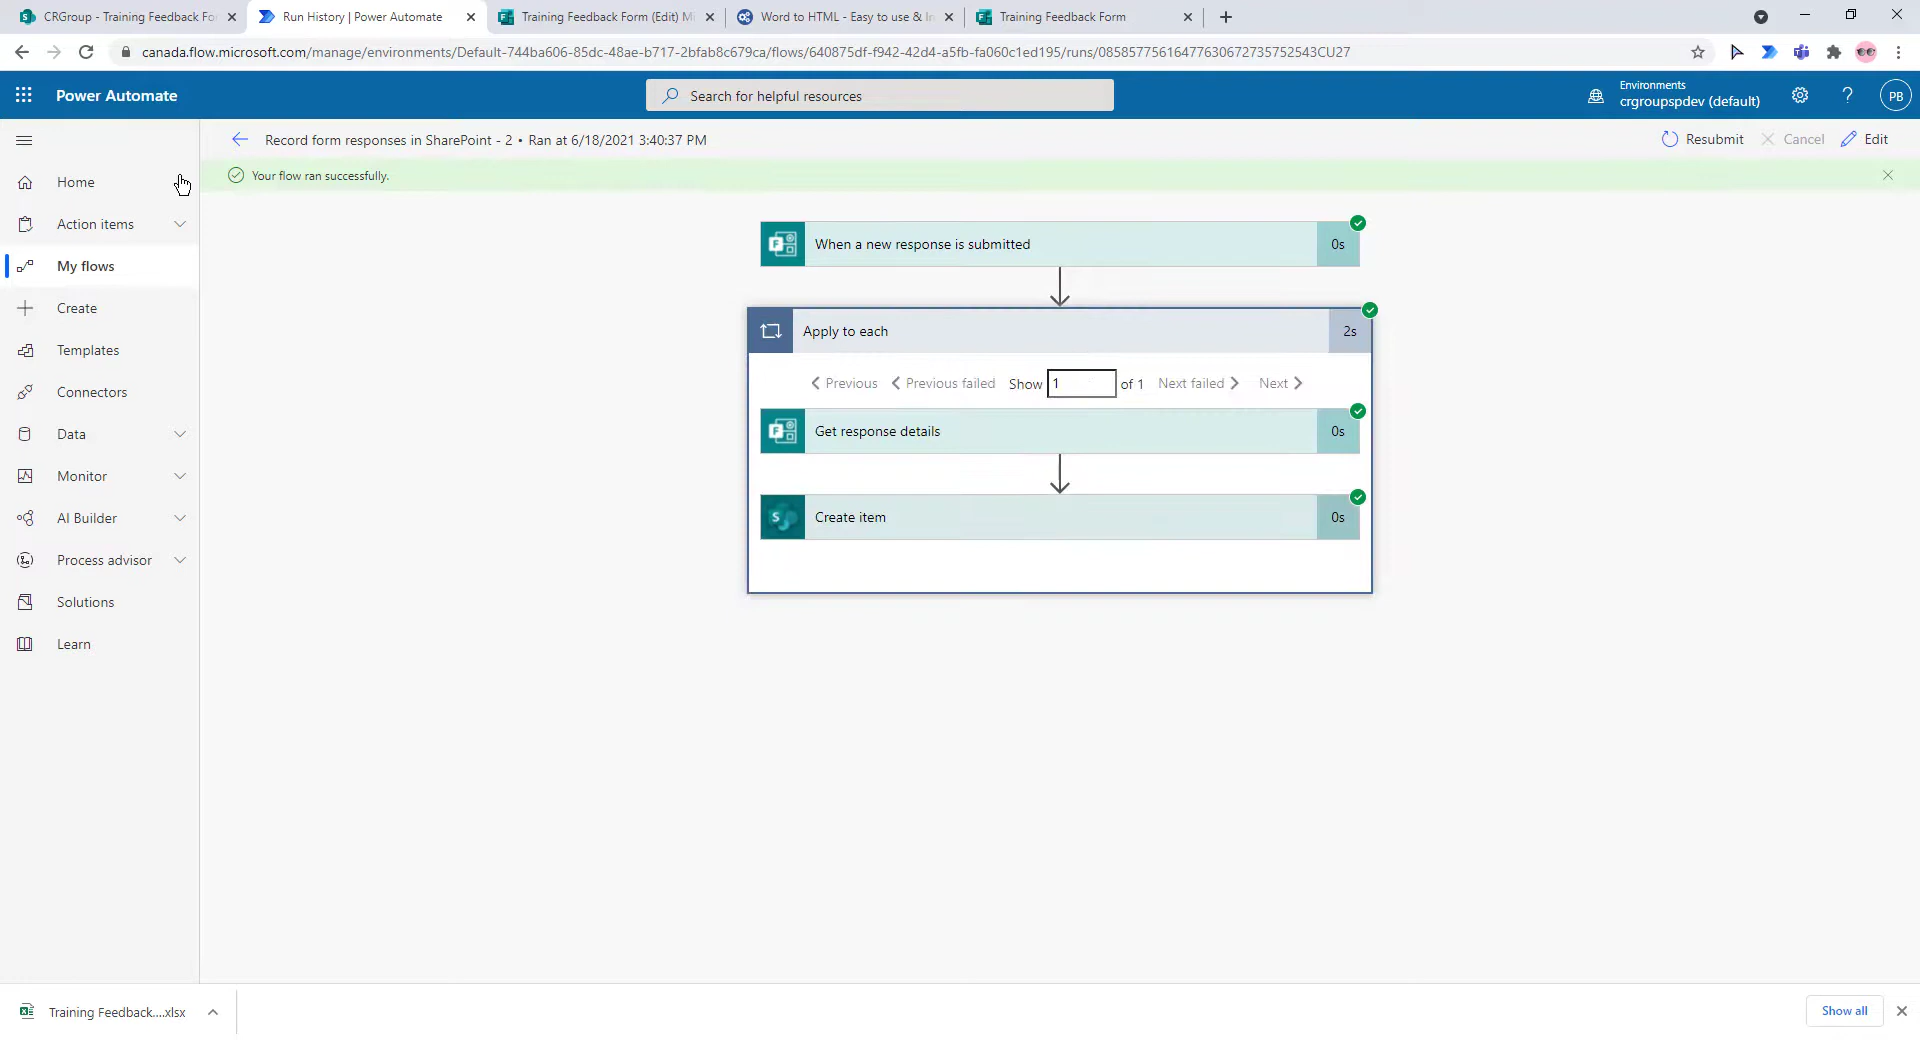 CRGroup - Training Feedback Fo
Run History | Power Automate
Training Feedback Form (Edit) Mi
Word to HTML - Easy to use & In
Training Feedback Form
canada.flow.microsoft.com/manage/environments/Default-744ba606-85dc-48ae-b717-2bfab8c679ca/flows/640875df-f942-42d4-a5fb-fa060c1ed195/runs/08585775616477630672735752543CU27
Power Automate
Search for helpful resources
Environments
crgroupspdev (default)
PB
Record form responses in SharePoint - 2 • Ran at 6/18/2021 3:40:37 PM
Resubmit
Cancel
Edit
Your flow ran successfully.
Home
Action items
My flows
Create
Templates
Connectors
Data
Monitor
AI Builder
Process advisor
Solutions
Learn
When a new response is submitted
0s
Apply to each
2s
Previous
Previous failed
Show 1 of 1
Next failed
Next
Get response details
0s
Create item
0s
Training Feedback....xlsx
Show all